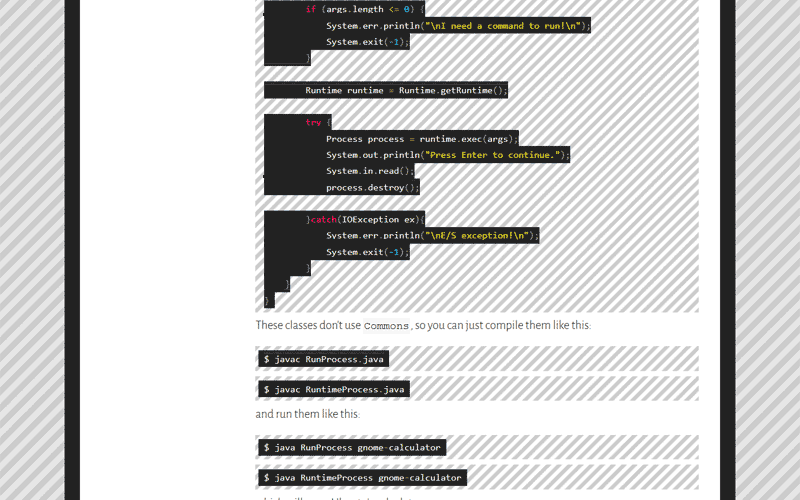 if (args.length <= 0) {
System.err.println("\nI need a command to run!\n");
System.exit(-1);
}
Runtime runtime = Runtime.getRuntime();
try {
Process process = runtime.exec(args);
System.out.println("Press Enter to continue.");
System.in.read();
process.destroy();
}catch(IOException ex){
System.err.println("\nE/S exception!\n");
System.exit(-1);
}
}
}
These classes don't use Commons, so you can just compile them like this:
$ javac RunProcess.java
$ javac RuntimeProcess.java
and run them like this:
$ java RunProcess gnome-calculator
$ java RuntimeProcess gnome-calculator